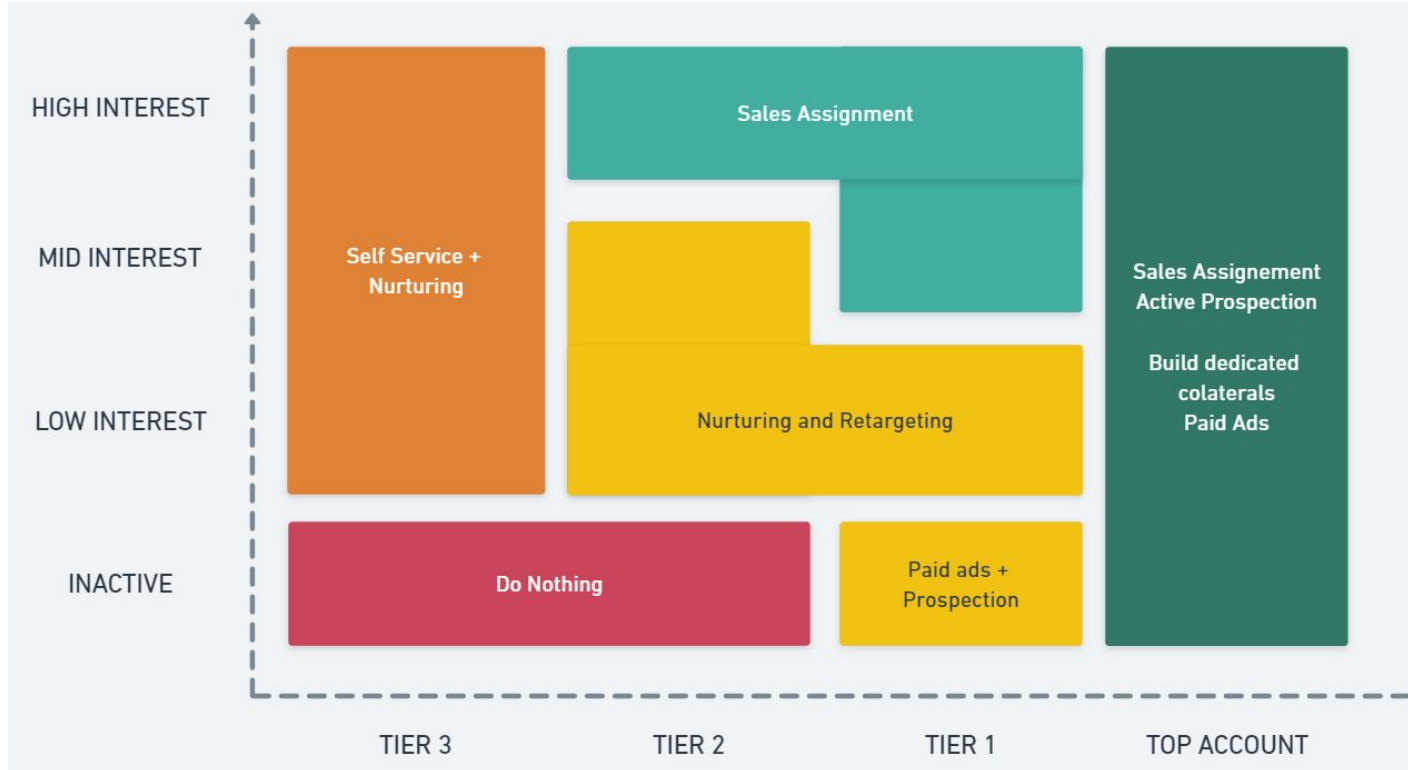 HIGH INTEREST
Sales Assignment
MID INTEREST
Self Service +
Nurturing
Sales Assignement
Active Prospection
Build dedicated
colaterals
Paid Ads
LOW INTEREST
Nurturing and Retargeting
INACTIVE
Do Nothing
Paid ads +
Prospection
TIER 3
TIER 2
TIER 1
TOP ACCOUNT